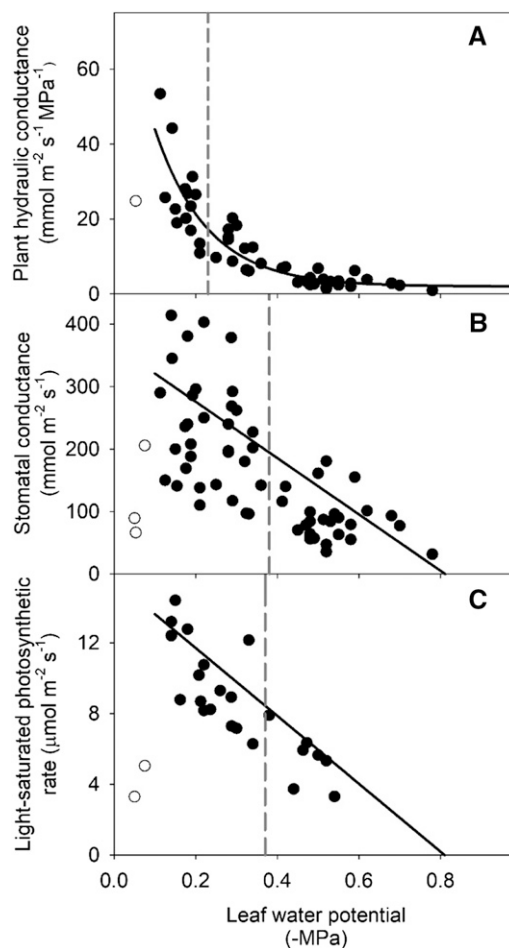 A
Plant hydraulic conductance
(mmol m⁻² s⁻¹ MPa⁻¹)
60
40
20
0
B
Stomatal conductance
(mmol m⁻² s⁻¹)
400
300
200
100
0
C
Light-saturated photosynthetic
rate (μmol m⁻² s⁻¹)
12
8
4
0
0.0 0.2 0.4 0.6 0.8
Leaf water potential
(-MPa)